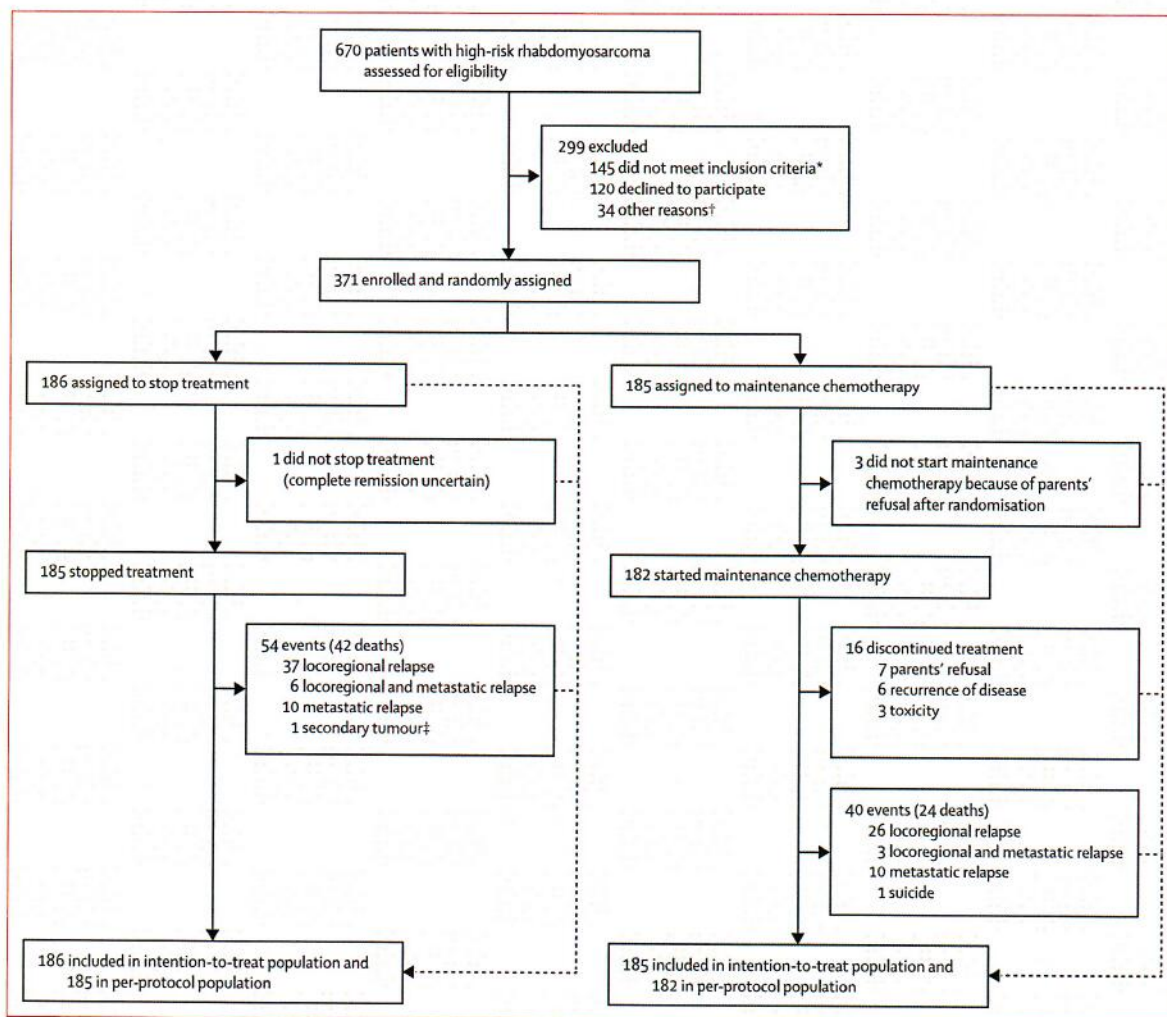 670 patients with high-risk rhabdomyosarcoma
assessed for eligibility
299 excluded
145 did not meet inclusion criteria*
120 declined to participate
34 other reasons†
371 enrolled and randomly assigned
186 assigned to stop treatment
185 assigned to maintenance chemotherapy
1 did not stop treatment
(complete remission uncertain)
3 did not start maintenance
chemotherapy because of parents'
refusal after randomisation
185 stopped treatment
182 started maintenance chemotherapy
54 events (42 deaths)
37 locoregional relapse
6 locoregional and metastatic relapse
10 metastatic relapse
1 secondary tumour‡
16 discontinued treatment
7 parents' refusal
6 recurrence of disease
3 toxicity
40 events (24 deaths)
26 locoregional relapse
3 locoregional and metastatic relapse
10 metastatic relapse
1 suicide
186 included in intention-to-treat population and
185 in per-protocol population
185 included in intention-to-treat population and
182 in per-protocol population